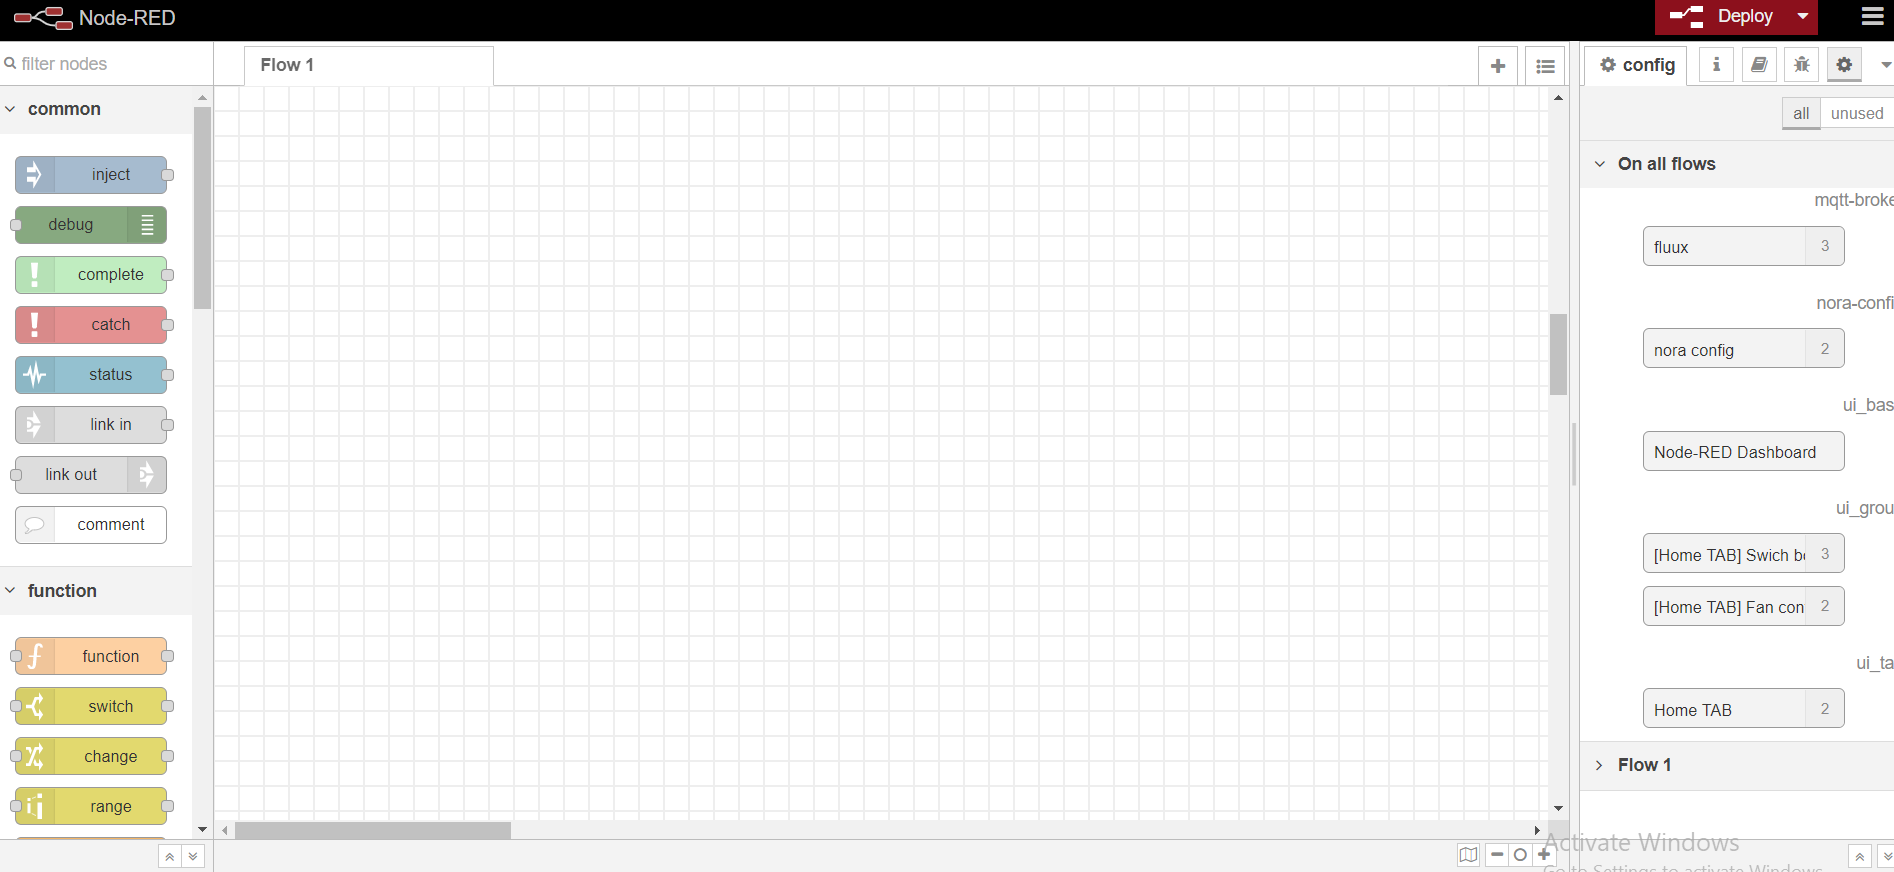 Node-RED
Deploy
filter nodes
Flow 1
config
all
unused
common
inject
debug
complete
catch
status
link in
link out
comment
function
function
switch
change
range
On all flows
mqtt-broke
fluux 3
nora-confi
nora config 2
ui_bas
Node-RED Dashboard
ui_grou
[Home TAB] Swich b 3
[Home TAB] Fan con 2
ui_ta
Home TAB 2
Flow 1
Activate Windows
Go to Settings to activate Windows